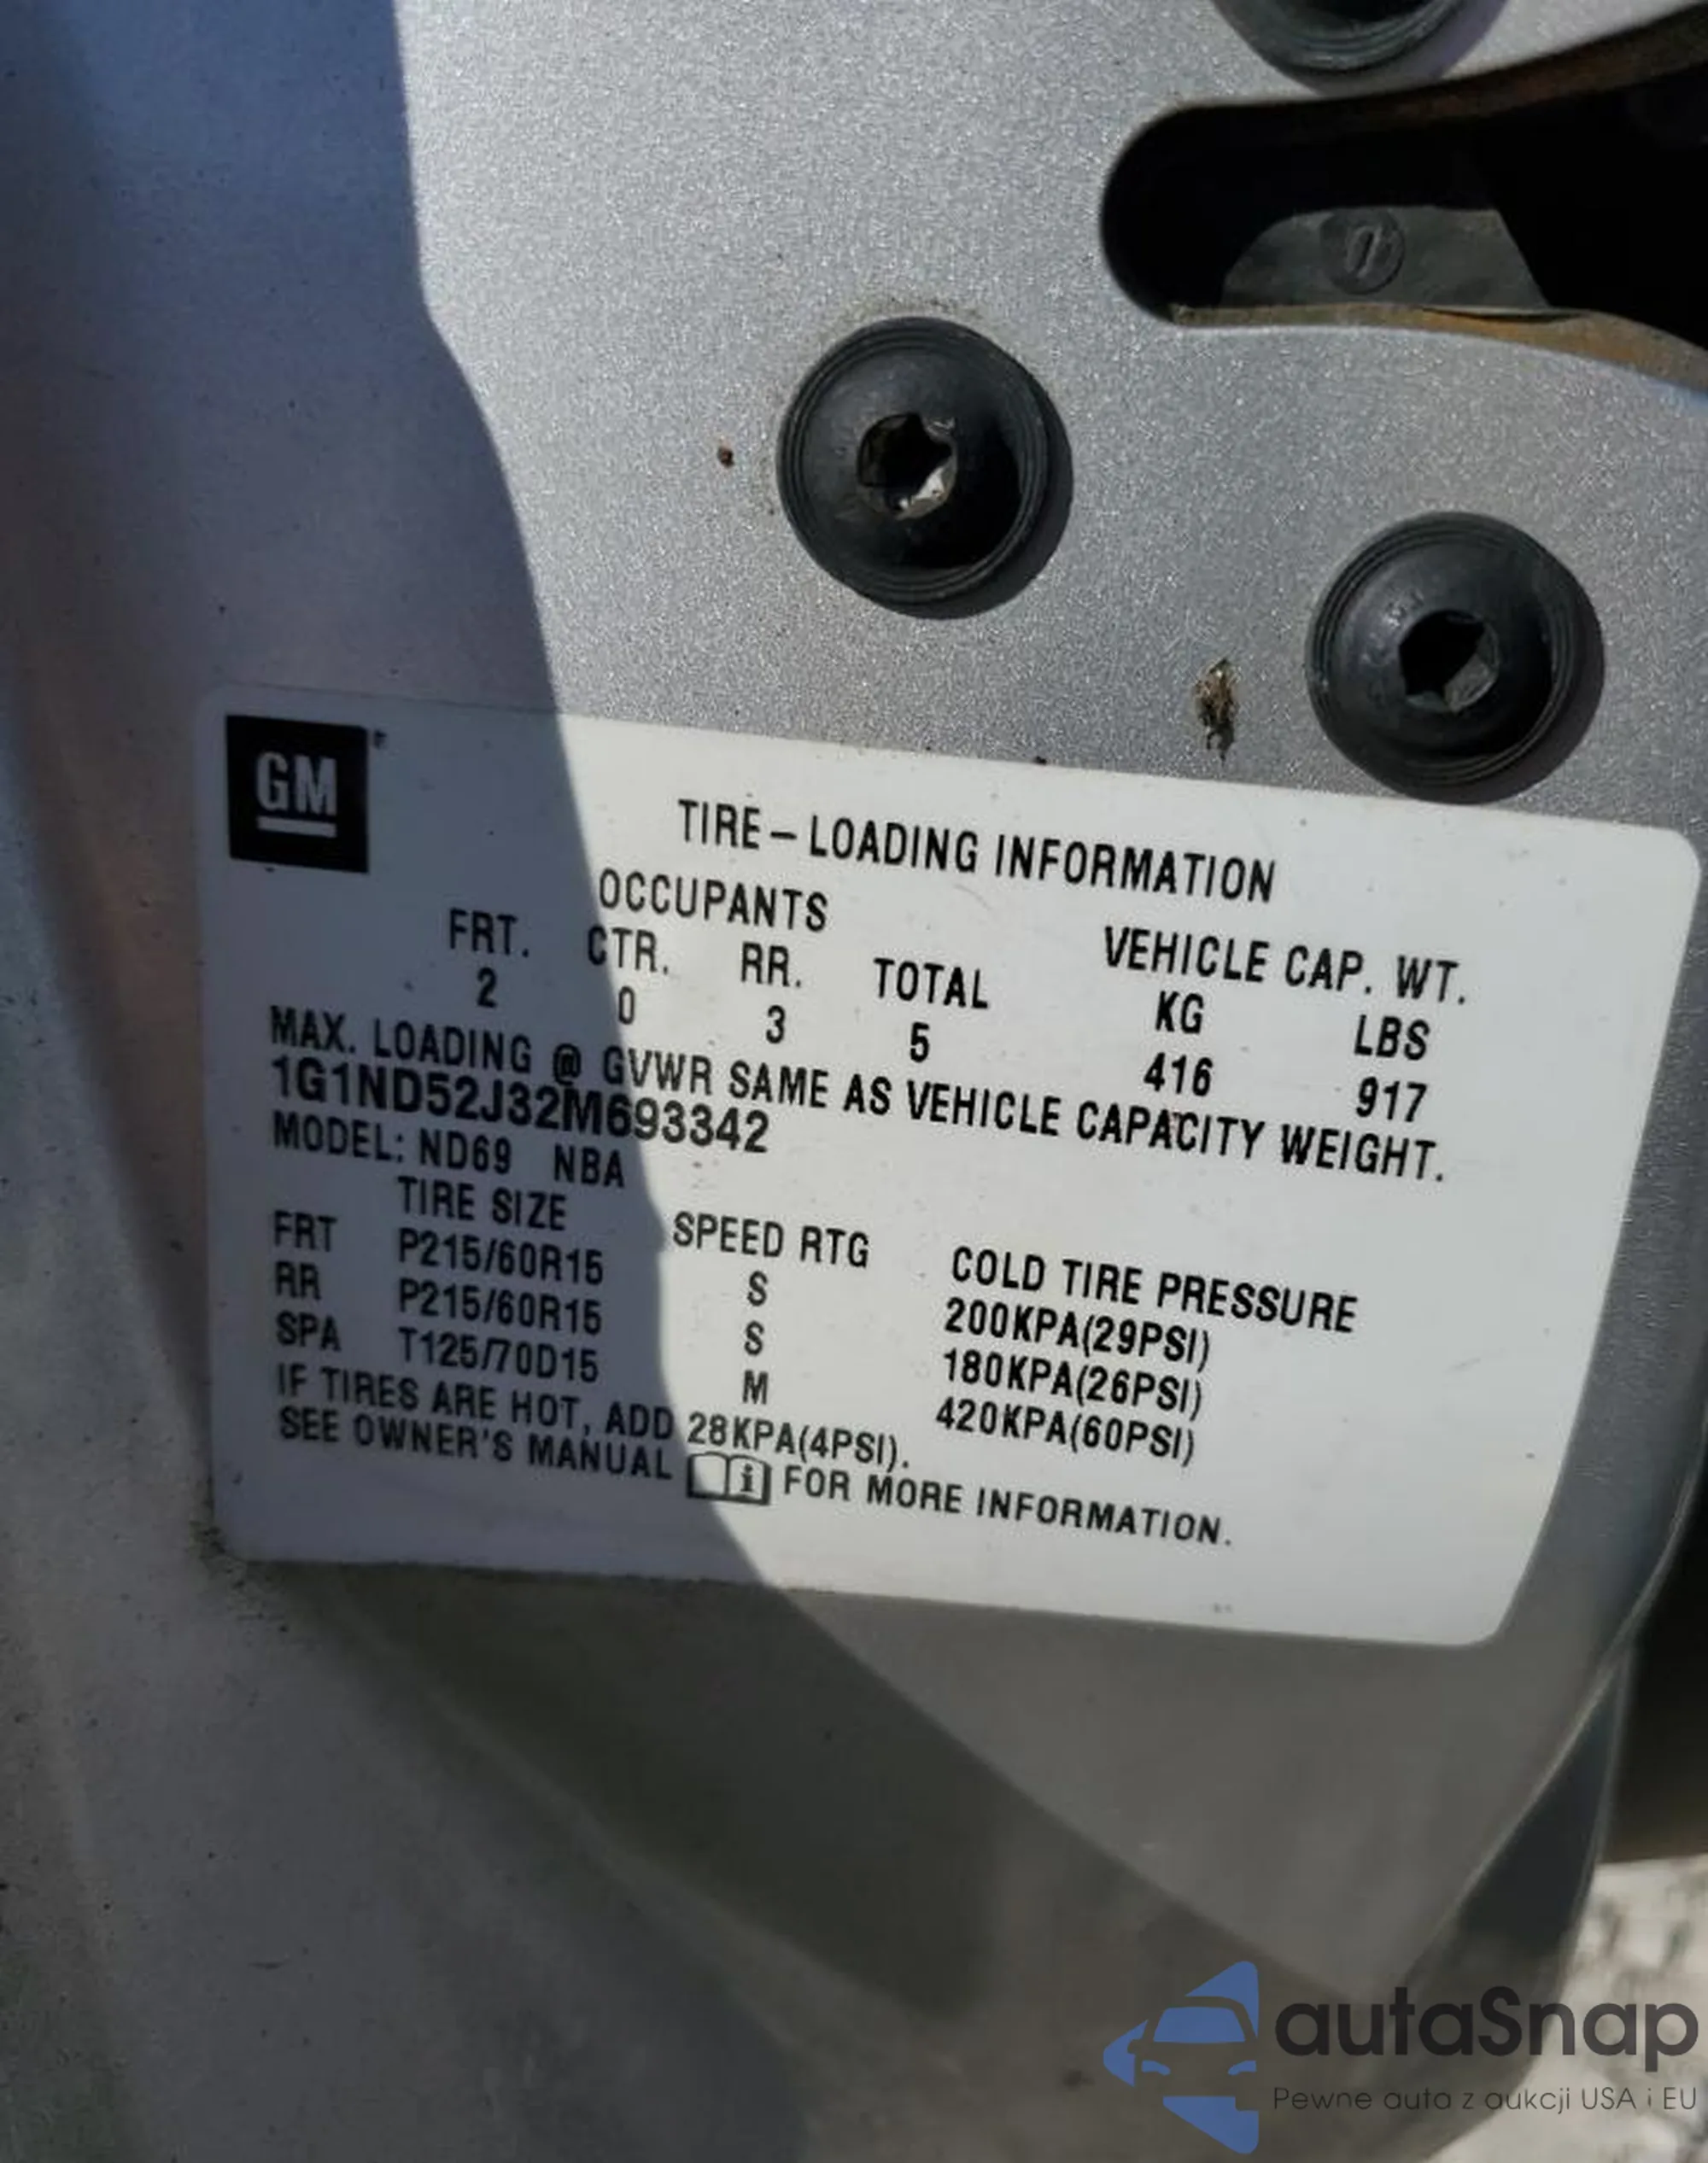 GM
TIRE – LOADING INFORMATION
OCCUPANTS VEHICLE CAP. WT.
FRT. CTR. RR. TOTAL KG LBS
2 0 3 5 416 917
MAX. LOADING @ GVWR SAME AS VEHICLE CAPACITY WEIGHT.
1G1ND52J32M693342
MODEL: ND69 NBA
TIRE SIZE SPEED RTG COLD TIRE PRESSURE
FRT P215/60R15 S 200KPA(29PSI)
RR P215/60R15 S 180KPA(26PSI)
SPA T125/70D15 M 420KPA(60PSI)
IF TIRES ARE HOT, ADD 28KPA(4PSI).
SEE OWNER'S MANUAL i FOR MORE INFORMATION.
autaSnap
Pewne auta z aukcji USA i EU